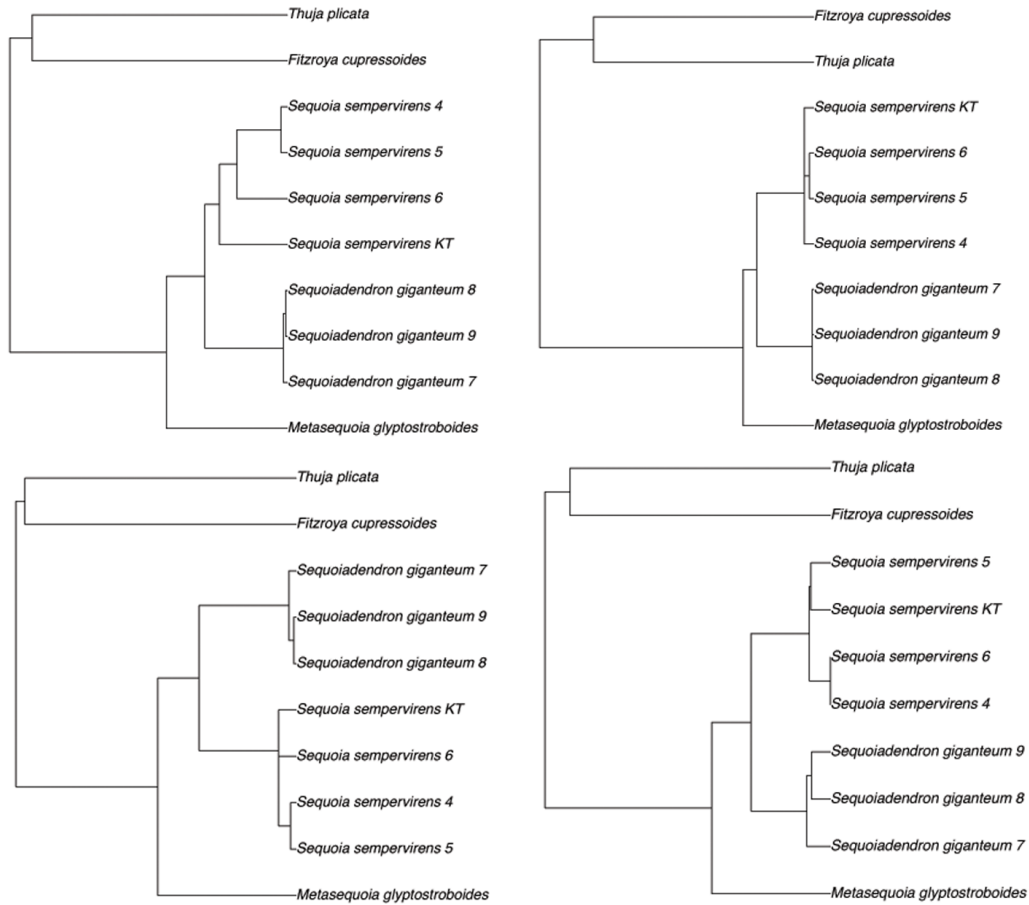 Thuja plicata
Fitzroya cupressoides
Sequoia sempervirens 4
Sequoia sempervirens 5
Sequoia sempervirens 6
Sequoia sempervirens KT
Sequoiadendron giganteum 8
Sequoiadendron giganteum 9
Sequoiadendron giganteum 7
Metasequoia glyptostroboides
Fitzroya cupressoides
Thuja plicata
Sequoia sempervirens KT
Sequoia sempervirens 6
Sequoia sempervirens 5
Sequoia sempervirens 4
Sequoiadendron giganteum 7
Sequoiadendron giganteum 9
Sequoiadendron giganteum 8
Metasequoia glyptostroboides
Thuja plicata
Fitzroya cupressoides
Sequoiadendron giganteum 7
Sequoiadendron giganteum 9
Sequoiadendron giganteum 8
Sequoia sempervirens KT
Sequoia sempervirens 6
Sequoia sempervirens 4
Sequoia sempervirens 5
Metasequoia glyptostroboides
Thuja plicata
Fitzroya cupressoides
Sequoia sempervirens 5
Sequoia sempervirens KT
Sequoia sempervirens 6
Sequoia sempervirens 4
Sequoiadendron giganteum 9
Sequoiadendron giganteum 8
Sequoiadendron giganteum 7
Metasequoia glyptostroboides